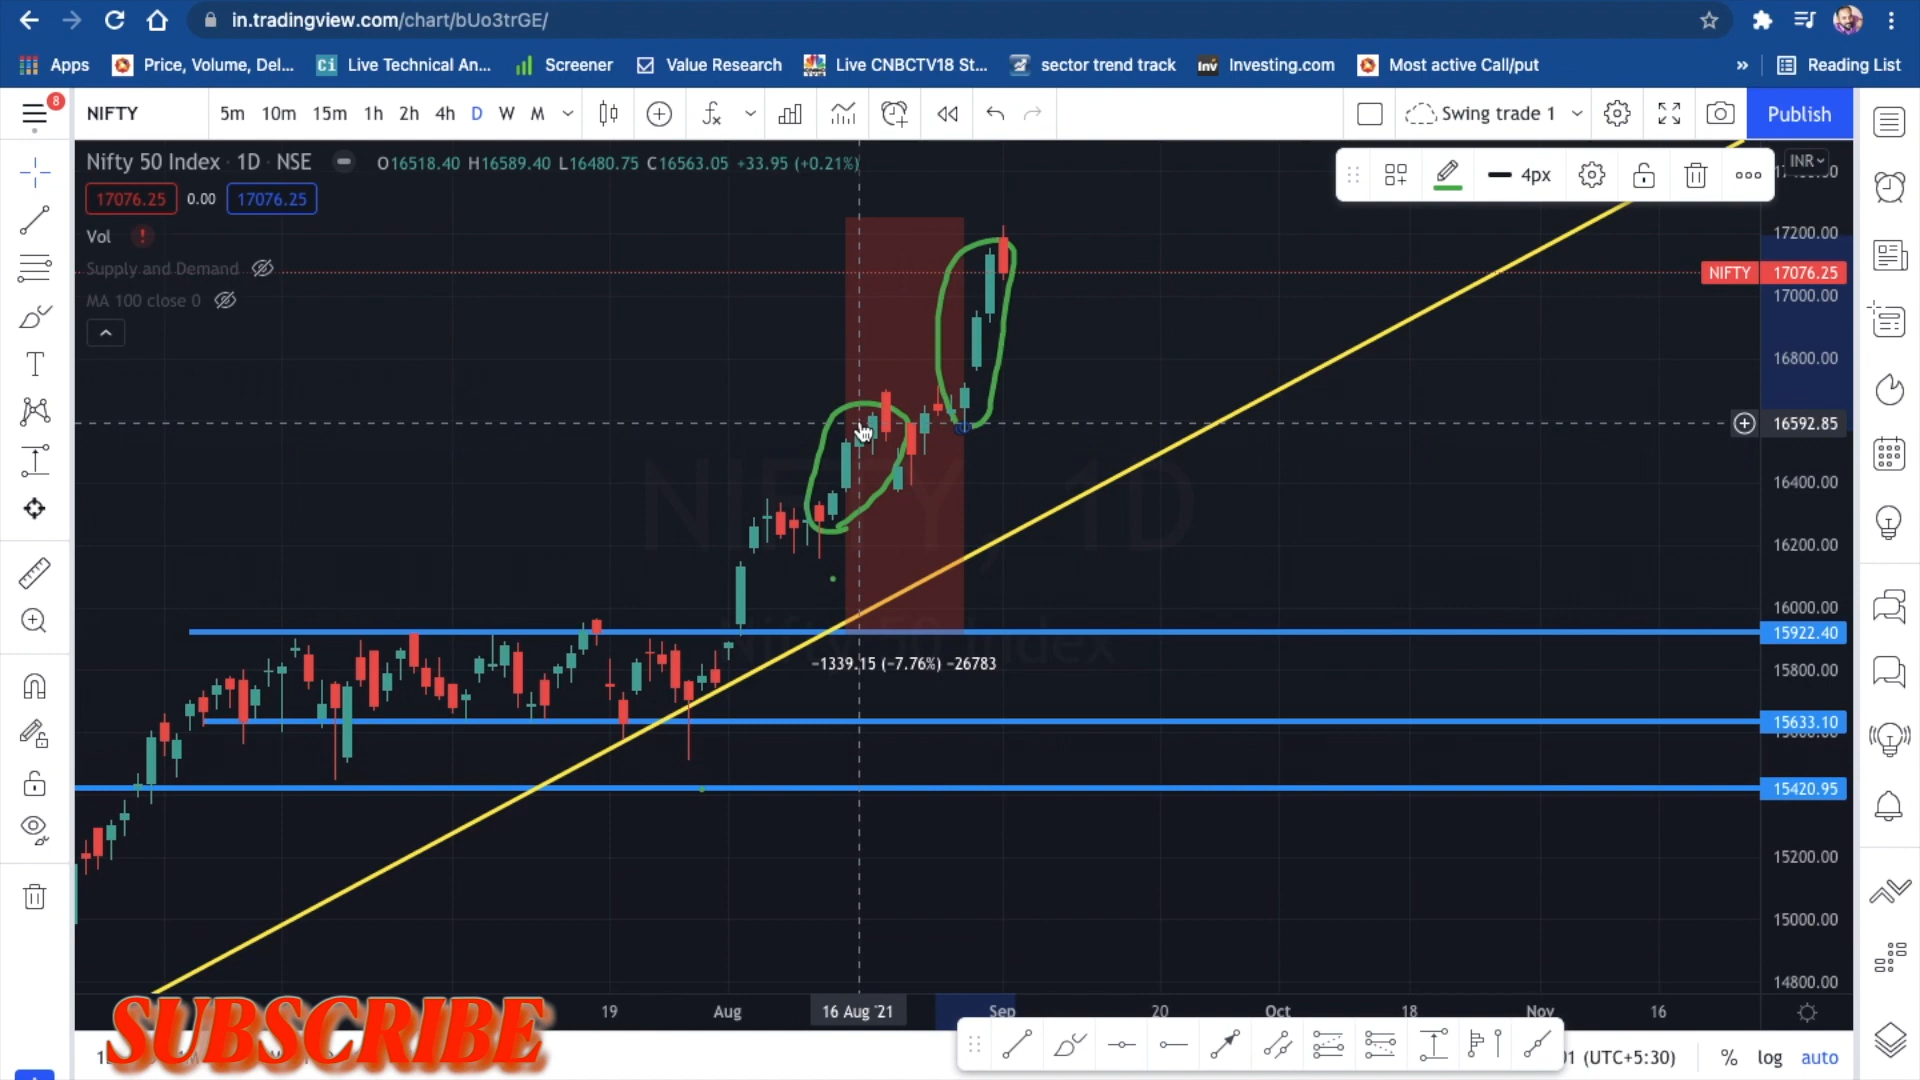 in.tradingview.com/chart/bUo3trGE/
Apps Price, Volume, Del... Live Technical An... Screener Value Research Live CNBCTV18 St... sector trend track Investing.com Most active Call/put » Reading List
8
NIFTY 5m 10m 15m 1h 2h 4h D W M Swing trade 1 Publish
Nifty 50 Index · 1D · NSE O16518.40 H16589.40 L16480.75 C16563.05 +33.95 (+0.21%)
4px
INR
17076.25 0.00 17076.25
Vol
Supply and Demand
MA 100 close 0
17200.00
NIFTY 17076.25
17000.00
16800.00
16592.85
16400.00
NIFTY, 1D
16200.00
16000.00
15922.40
Nifty 50 Index
−1339.15 (−7.76%) −26783
15800.00
15633.10
15420.95
15200.00
15000.00
14800.00
19 Aug 16 Aug '21 Sep 20 Oct 18 Nov 16
SUBSCRIBE
(UTC+5:30) % log auto